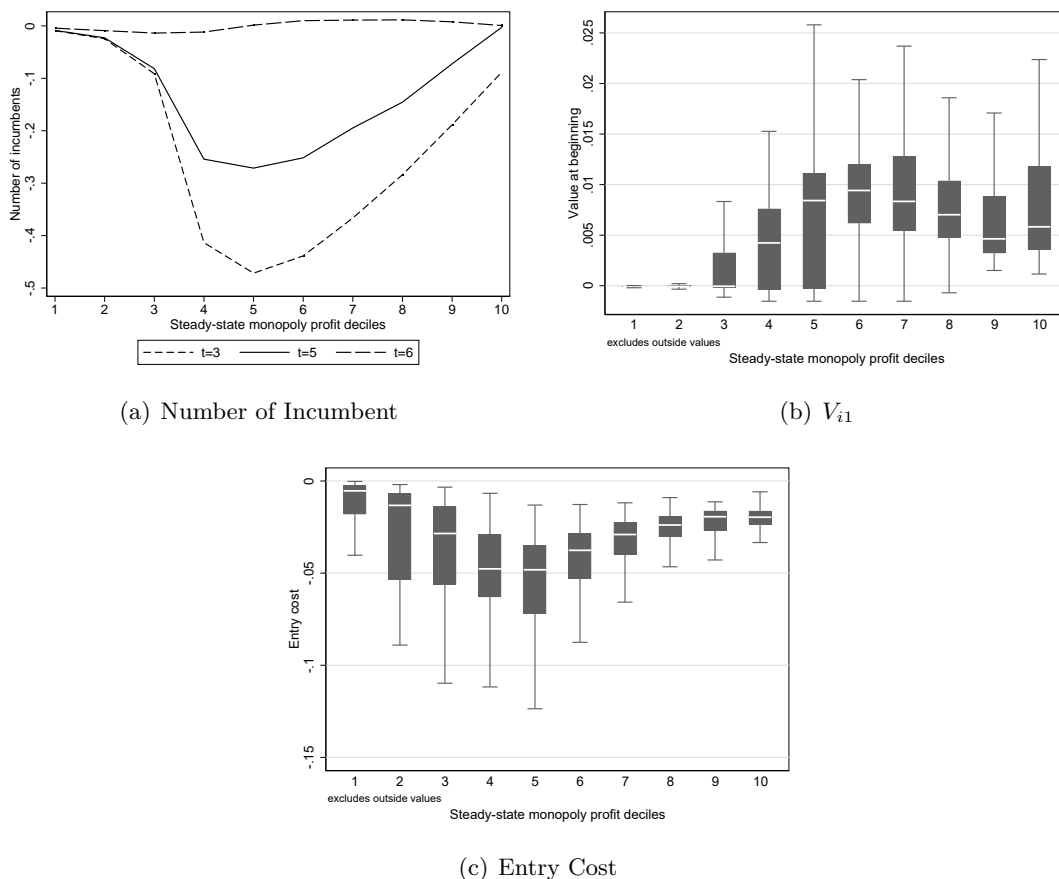 Number of incumbents
0
-.1
-.2
-.3
-.4
-.5
1 2 3 4 5 6 7 8 9 10
Steady-state monopoly profit deciles
t=3 t=5 t=6
(a) Number of Incumbent
Value at beginning
.025
.02
.015
.010
.005
0
1 2 3 4 5 6 7 8 9 10
excludes outside values
Steady-state monopoly profit deciles
(b) V_{i1}
Entry cost
0
-.05
-.1
-.15
1 2 3 4 5 6 7 8 9 10
excludes outside values
Steady-state monopoly profit deciles
(c) Entry Cost